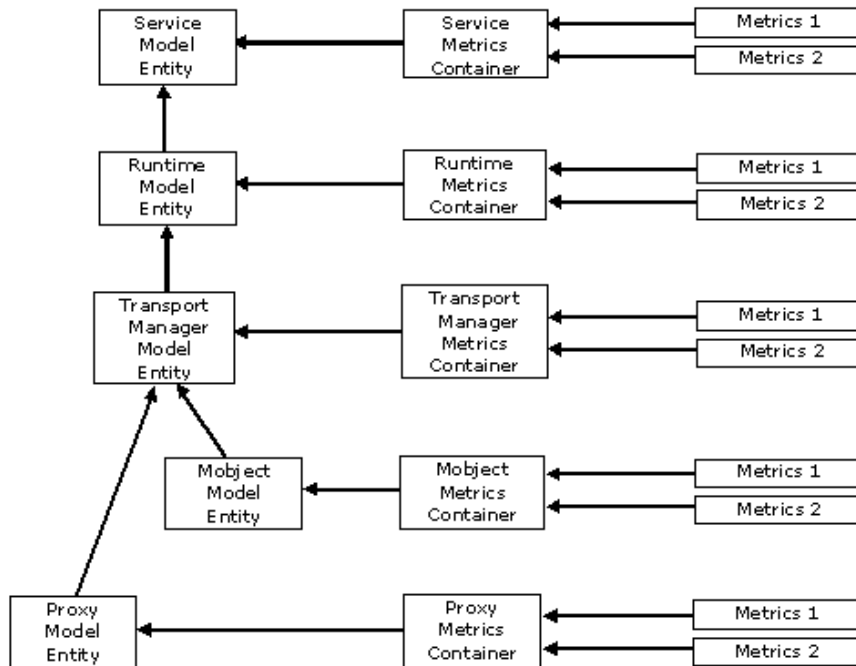 Service
Model
Entity
Service
Metrics
Container
Metrics 1
Metrics 2
Runtime
Model
Entity
Runtime
Metrics
Container
Metrics 1
Metrics 2
Transport
Manager
Model
Entity
Transport
Manager
Metrics
Container
Metrics 1
Metrics 2
Mobject
Model
Entity
Mobject
Metrics
Container
Metrics 1
Metrics 2
Proxy
Model
Entity
Proxy
Metrics
Container
Metrics 1
Metrics 2